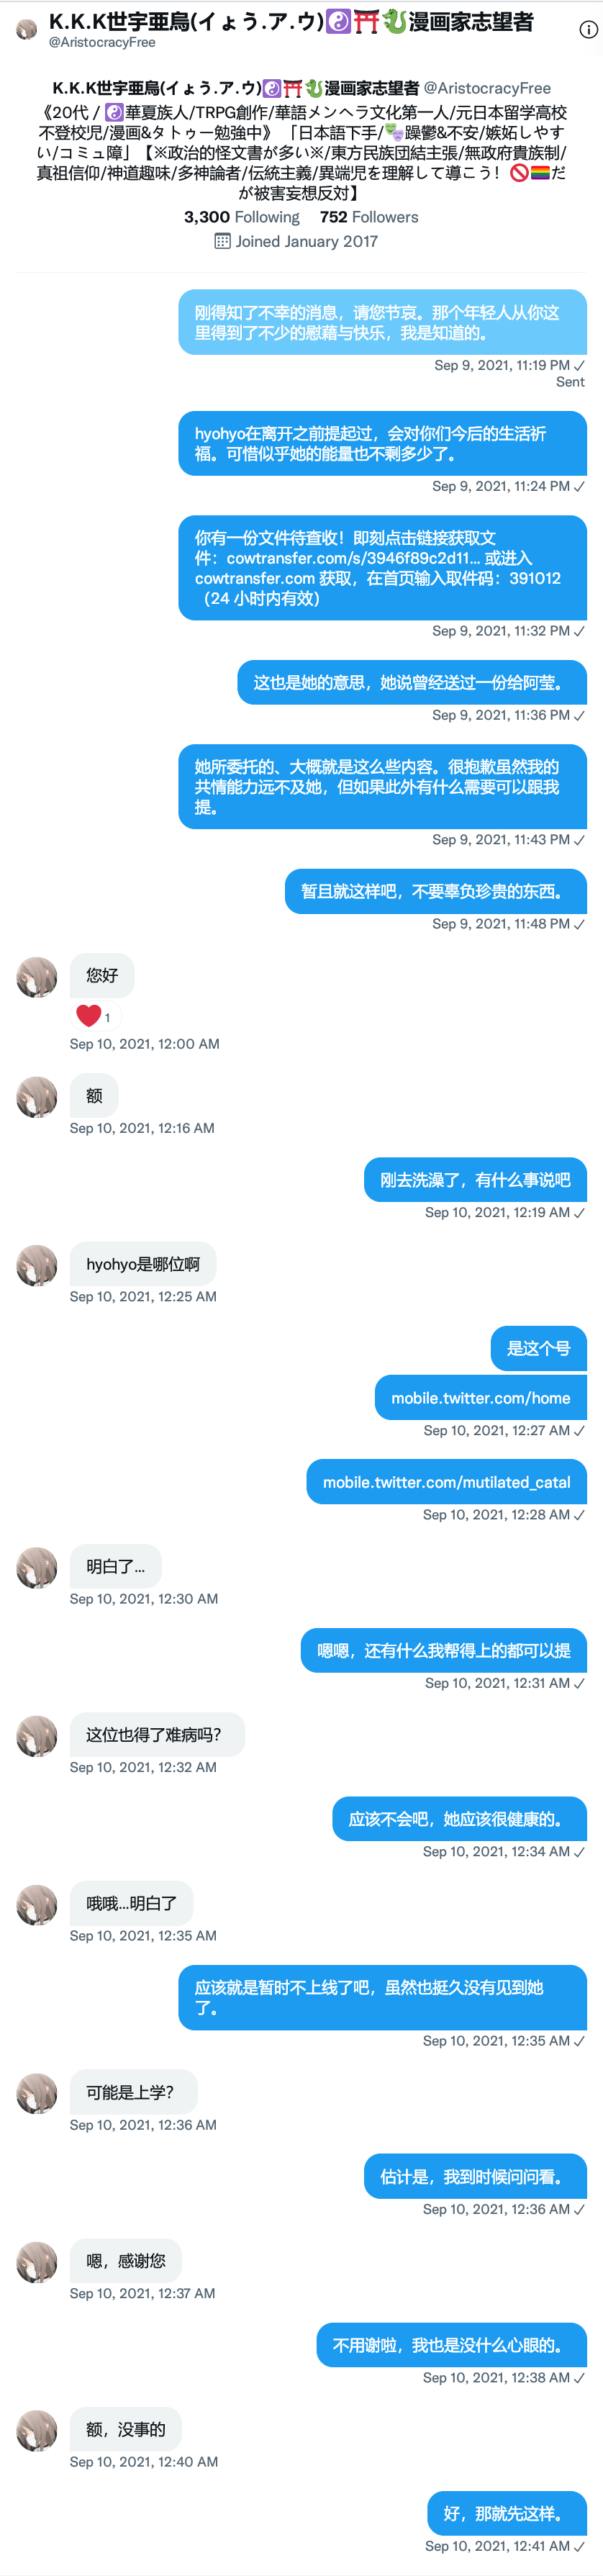 K.K.K世宇亜烏(イょう.ア.ウ)☯️⛩️🐉漫画家志望者
@AristocracyFree
K.K.K世宇亜烏(イょう.ア.ウ)☯️⛩️🐉漫画家志望者 @AristocracyFree
《20代 / ☯️華夏族人/TRPG創作/華語メンヘラ文化第一人/元日本留学高校
不登校児/漫画&タトゥー勉強中》「日本語下手/🎭躁鬱&不安/嫉妬しやす
い/コミュ障」【※政治的怪文書が多い※/東方民族団結主張/無政府貴族制/
真祖信仰/神道趣味/多神論者/伝統主義/異端児を理解して導こう！🚫🏳️‍🌈だ
が被害妄想反対】
3,300 Following 752 Followers
Joined January 2017
刚得知了不幸的消息，请您节哀。那个年轻人从你这
里得到了不少的慰藉与快乐，我是知道的。
Sep 9, 2021, 11:19 PM ✓
Sent
hyohyo在离开之前提起过，会对你们今后的生活祈
福。可惜似乎她的能量也不剩多少了。
Sep 9, 2021, 11:24 PM ✓
你有一份文件待查收！即刻点击链接获取文
件：cowtransfer.com/s/3946f89c2d11... 或进入
cowtransfer.com 获取，在首页输入取件码：391012
（24 小时内有效）
Sep 9, 2021, 11:32 PM ✓
这也是她的意思，她说曾经送过一份给阿莹。
Sep 9, 2021, 11:36 PM ✓
她所委托的、大概就是这么些内容。很抱歉虽然我的
共情能力远不及她，但如果此外有什么需要可以跟我
提。
Sep 9, 2021, 11:43 PM ✓
暂且就这样吧，不要辜负珍贵的东西。
Sep 9, 2021, 11:48 PM ✓
您好
❤️ 1
Sep 10, 2021, 12:00 AM
额
Sep 10, 2021, 12:16 AM
刚去洗澡了，有什么事说吧
Sep 10, 2021, 12:19 AM ✓
hyohyo是哪位啊
Sep 10, 2021, 12:25 AM
是这个号
mobile.twitter.com/home
Sep 10, 2021, 12:27 AM ✓
mobile.twitter.com/mutilated_catal
Sep 10, 2021, 12:28 AM ✓
明白了...
Sep 10, 2021, 12:30 AM
嗯嗯，还有什么我帮得上的都可以提
Sep 10, 2021, 12:31 AM ✓
这位也得了难病吗？
Sep 10, 2021, 12:32 AM
应该不会吧，她应该很健康的。
Sep 10, 2021, 12:34 AM ✓
哦哦...明白了
Sep 10, 2021, 12:35 AM
应该就是暂时不上线了吧，虽然也挺久没有见到她
了。
Sep 10, 2021, 12:35 AM ✓
可能是上学？
Sep 10, 2021, 12:36 AM
估计是，我到时候问问看。
Sep 10, 2021, 12:36 AM ✓
嗯，感谢您
Sep 10, 2021, 12:37 AM
不用谢啦，我也是没什么心眼的。
Sep 10, 2021, 12:38 AM ✓
额，没事的
Sep 10, 2021, 12:40 AM
好，那就先这样。
Sep 10, 2021, 12:41 AM ✓